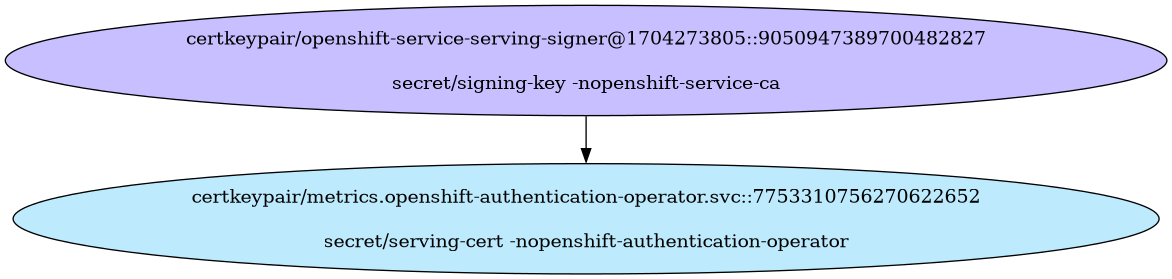 certkeypair/openshift-service-serving-signer@1704273805::9050947389700482827
secret/signing-key -nopenshift-service-ca
certkeypair/metrics.openshift-authentication-operator.svc::7753310756270622652
secret/serving-cert -nopenshift-authentication-operator